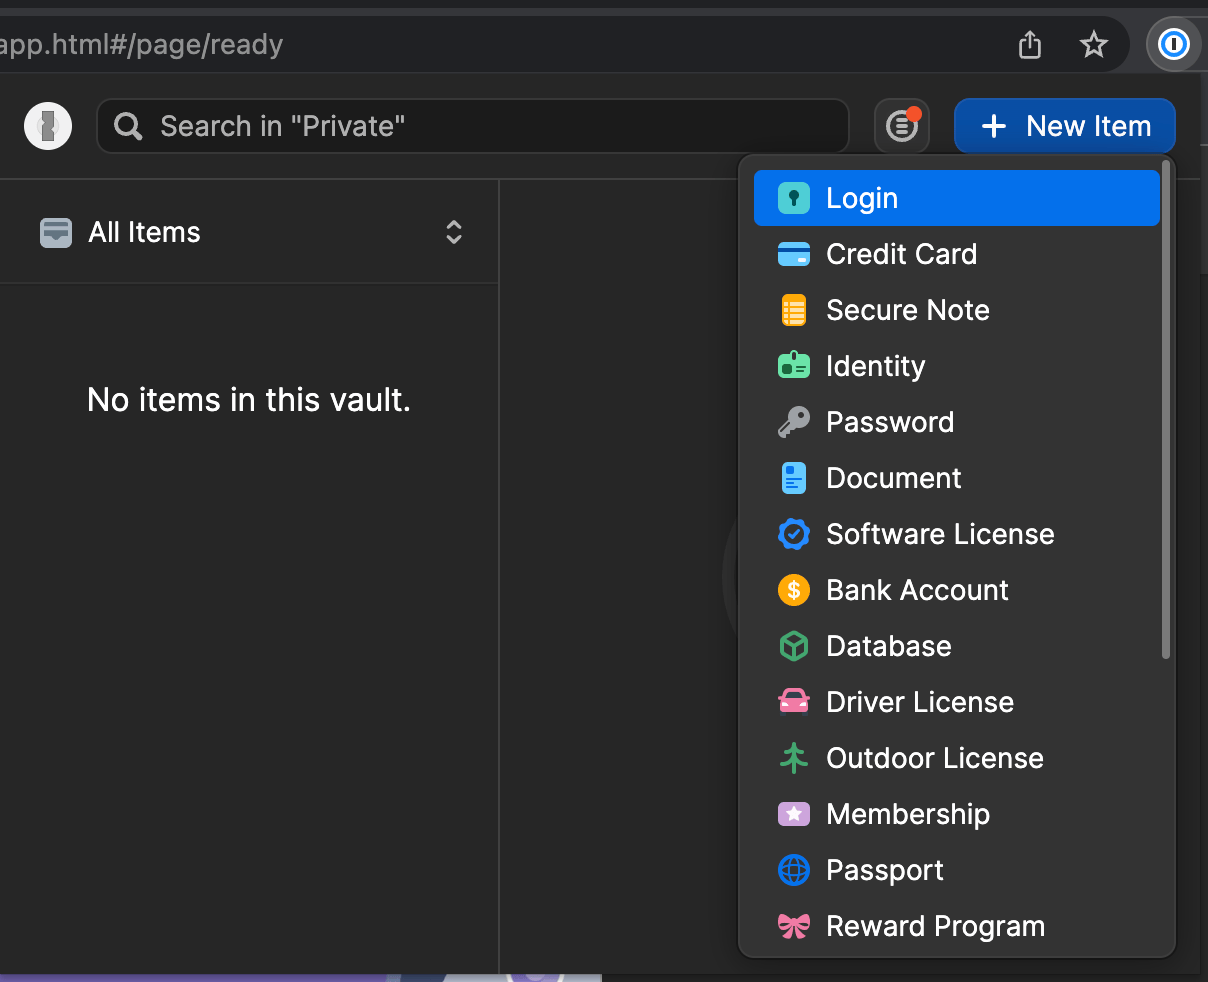 app.html#/page/ready
Search in "Private"
+ New Item
All Items
No items in this vault.
Login
Credit Card
Secure Note
Identity
Password
Document
Software License
Bank Account
Database
Driver License
Outdoor License
Membership
Passport
Reward Program